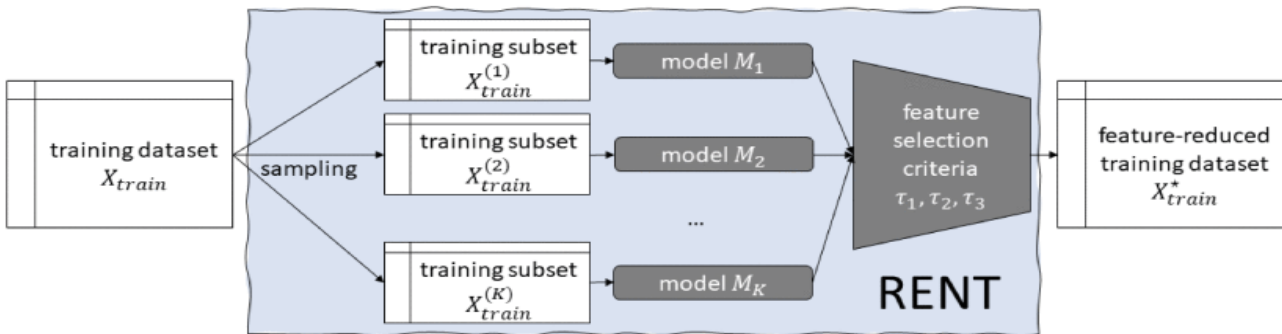 training dataset
X_train
sampling
training subset
X_train^(1)
model M_1
training subset
X_train^(2)
model M_2
...
training subset
X_train^(K)
model M_K
feature
selection
criteria
τ_1, τ_2, τ_3
RENT
feature-reduced
training dataset
X_train^⋆